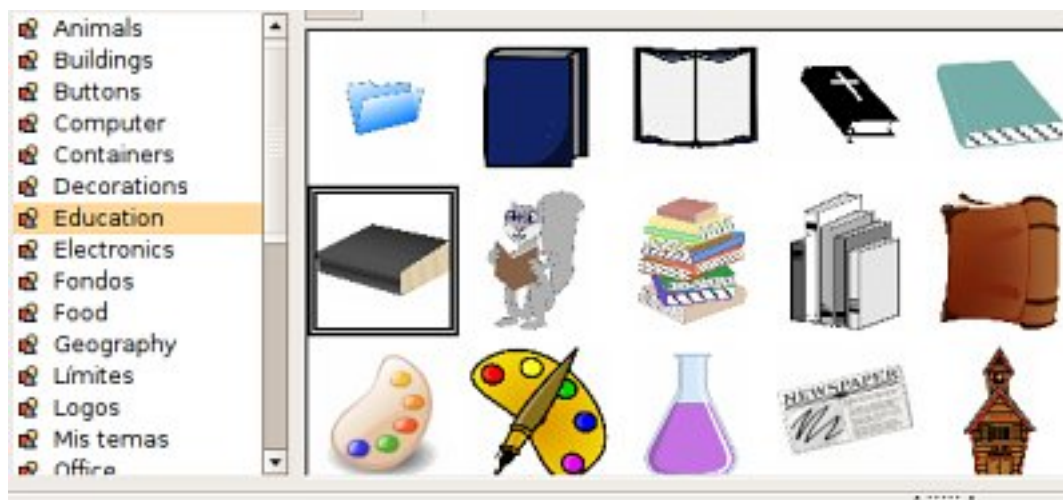 Animals
Buildings
Buttons
Computer
Containers
Decorations
Education
Electronics
Fondos
Food
Geography
Límites
Logos
Mis temas
Office
NEWSPAPER